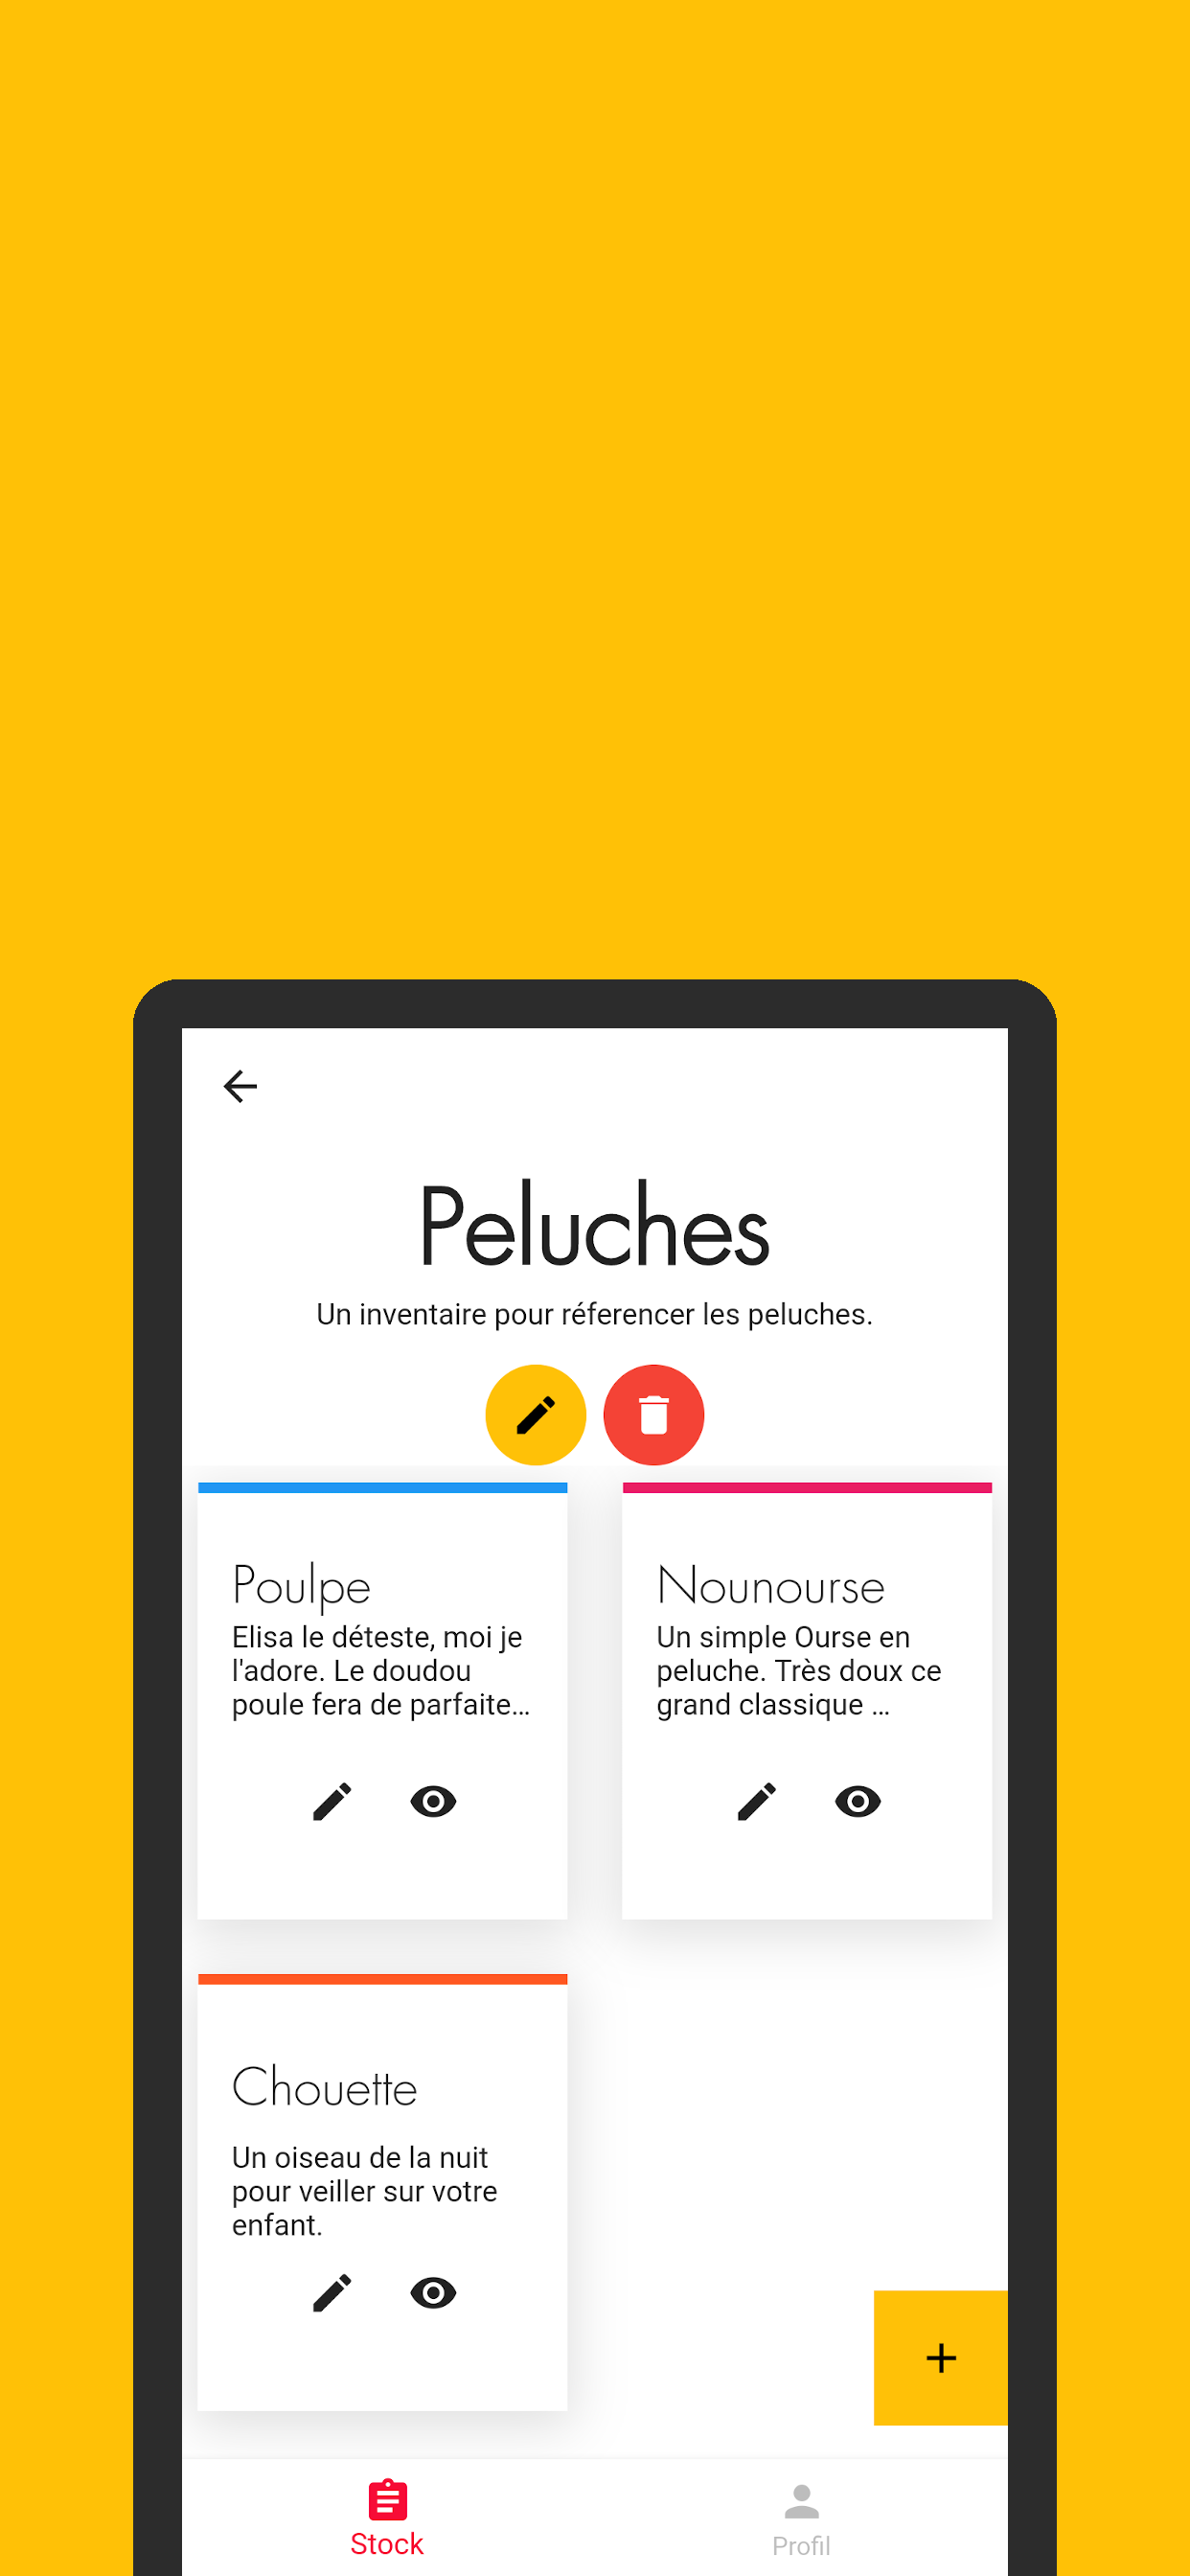 Peluches
Un inventaire pour réferencer les peluches.
Poulpe
Elisa le déteste, moi je
l'adore. Le doudou
poule fera de parfaite...
Nounourse
Un simple Ourse en
peluche. Très doux ce
grand classique ...
Chouette
Un oiseau de la nuit
pour veiller sur votre
enfant.
Stock
Profil